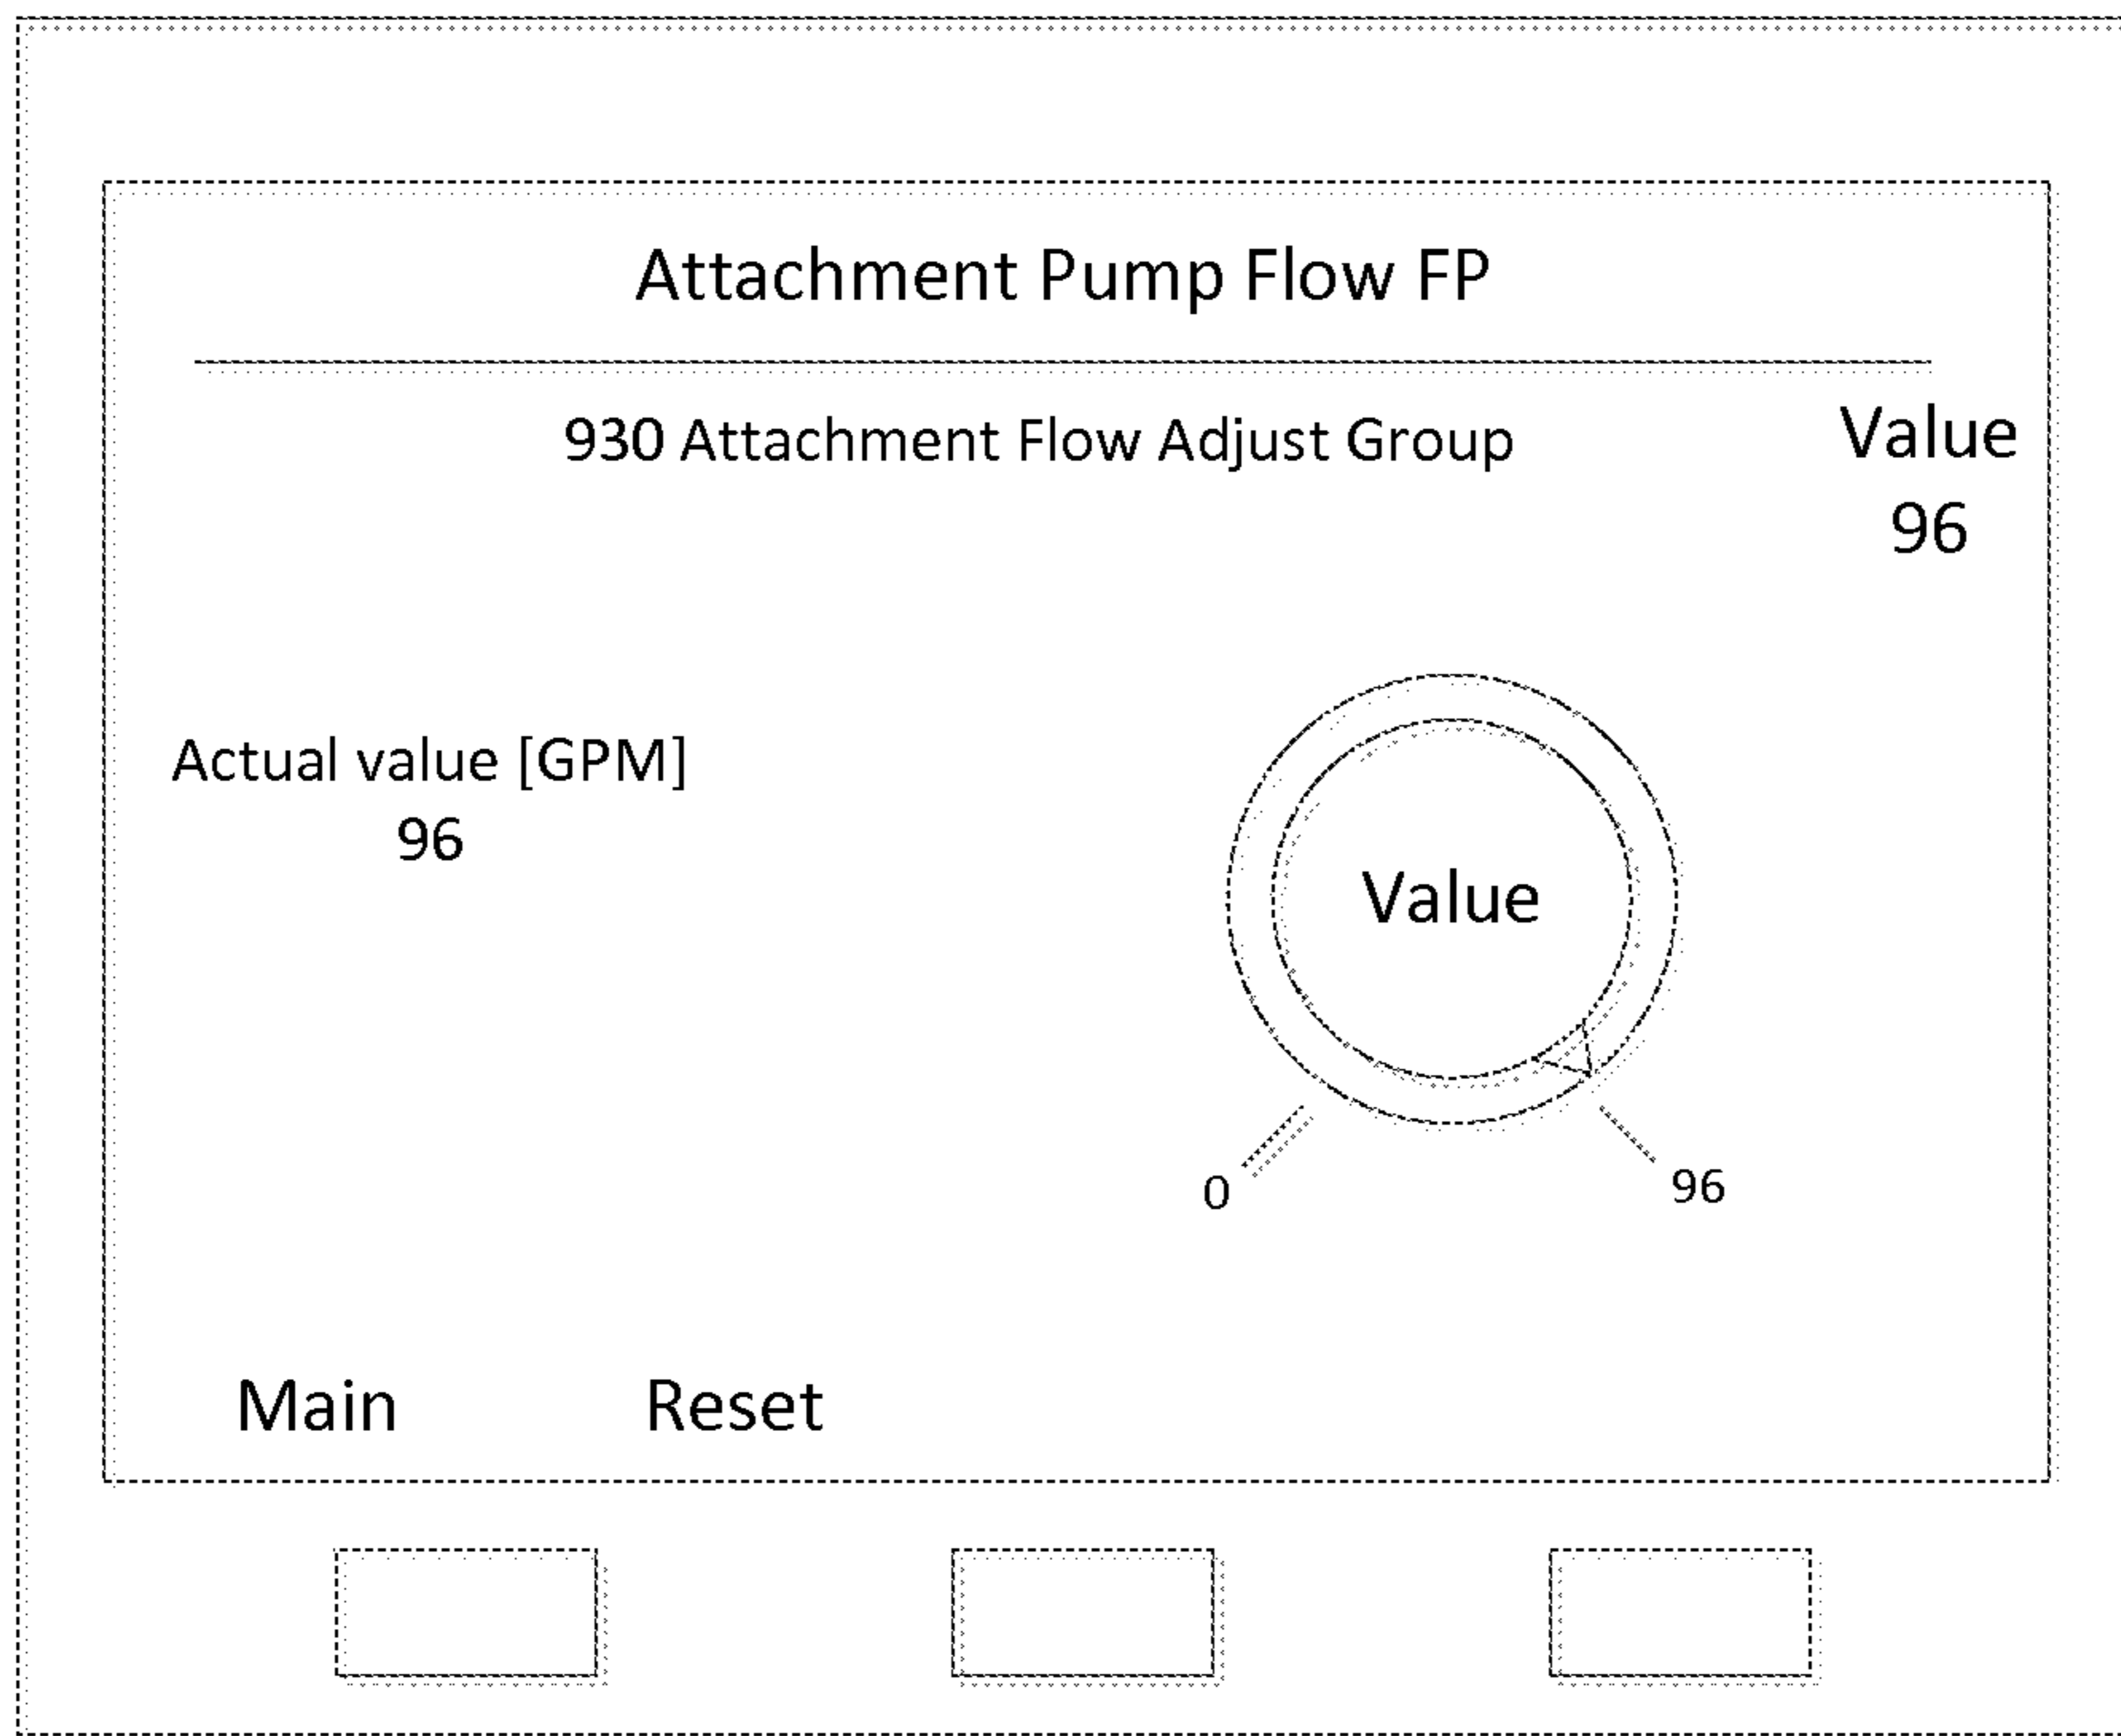 Attachment Pump Flow FP
930 Attachment Flow Adjust Group
Value
96
Actual value [GPM]
96
Value
0
96
Main
Reset